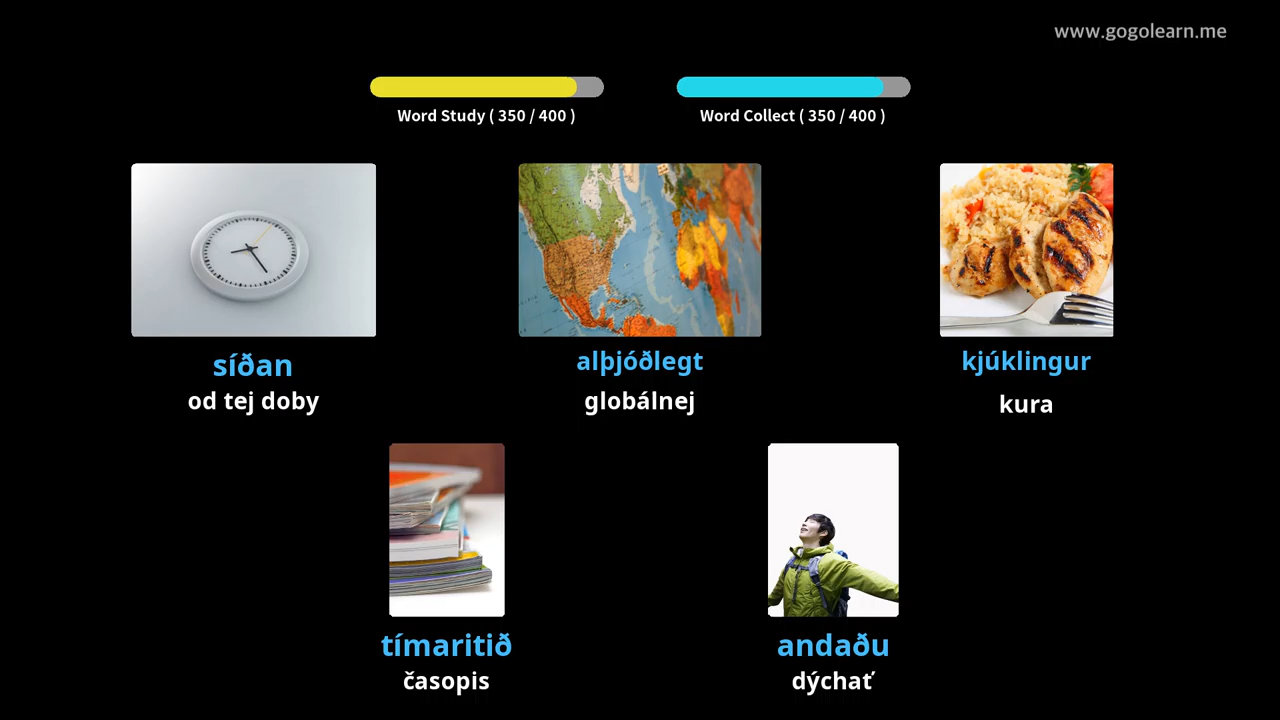 www.gogolearn.me
Word Study ( 350 / 400 )
Word Collect ( 350 / 400 )
síðan
od tej doby
alþjóðlegt
globálnej
kjúklingur
kura
tímaritið
časopis
andaðu
dýchať